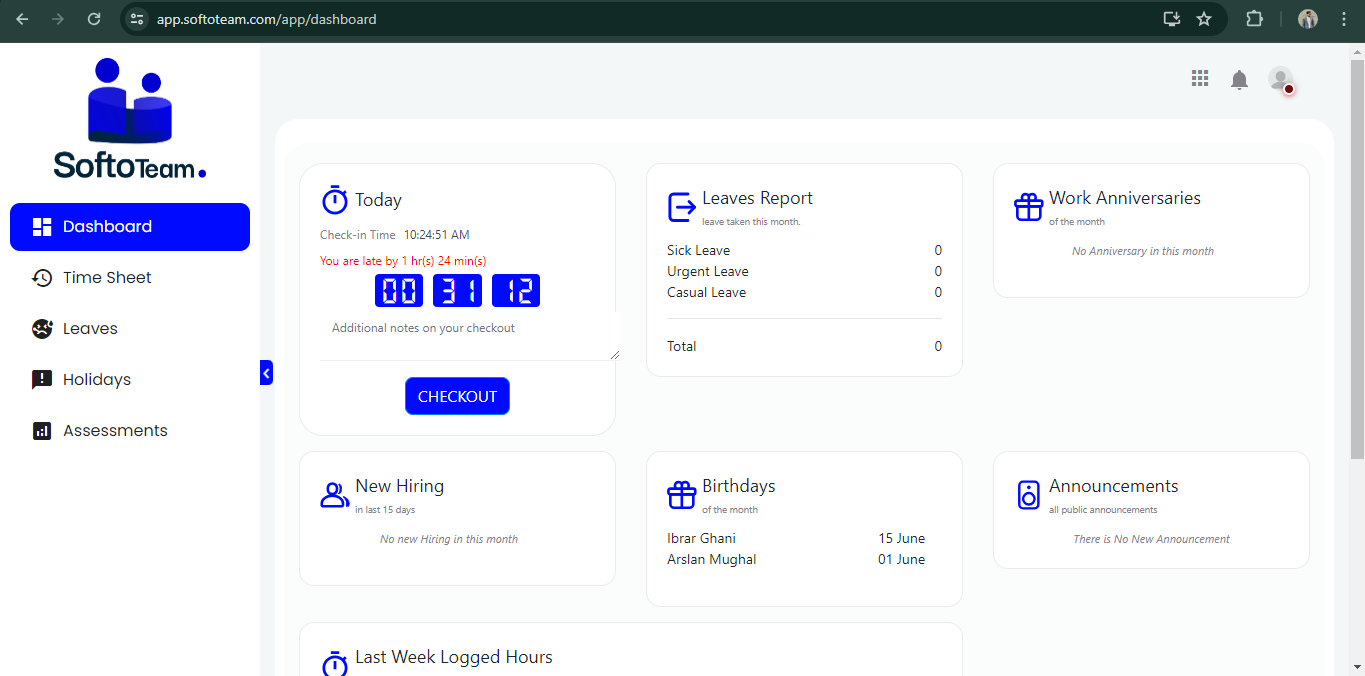 app.softoteam.com/app/dashboard
SoftoTeam.
Dashboard
Time Sheet
Leaves
Holidays
Assessments
Today
Check-in Time 10:24:51 AM
You are late by 1 hr(s) 24 min(s)
00 31 12
Additional notes on your checkout
CHECKOUT
Leaves Report
leave taken this month.
Sick Leave 0
Urgent Leave 0
Casual Leave 0
Total 0
Work Anniversaries
of the month
No Anniversary in this month
New Hiring
in last 15 days
No new Hiring in this month
Birthdays
of the month
Ibrar Ghani 15 June
Arslan Mughal 01 June
Announcements
all public announcements
There is No New Announcement
Last Week Logged Hours